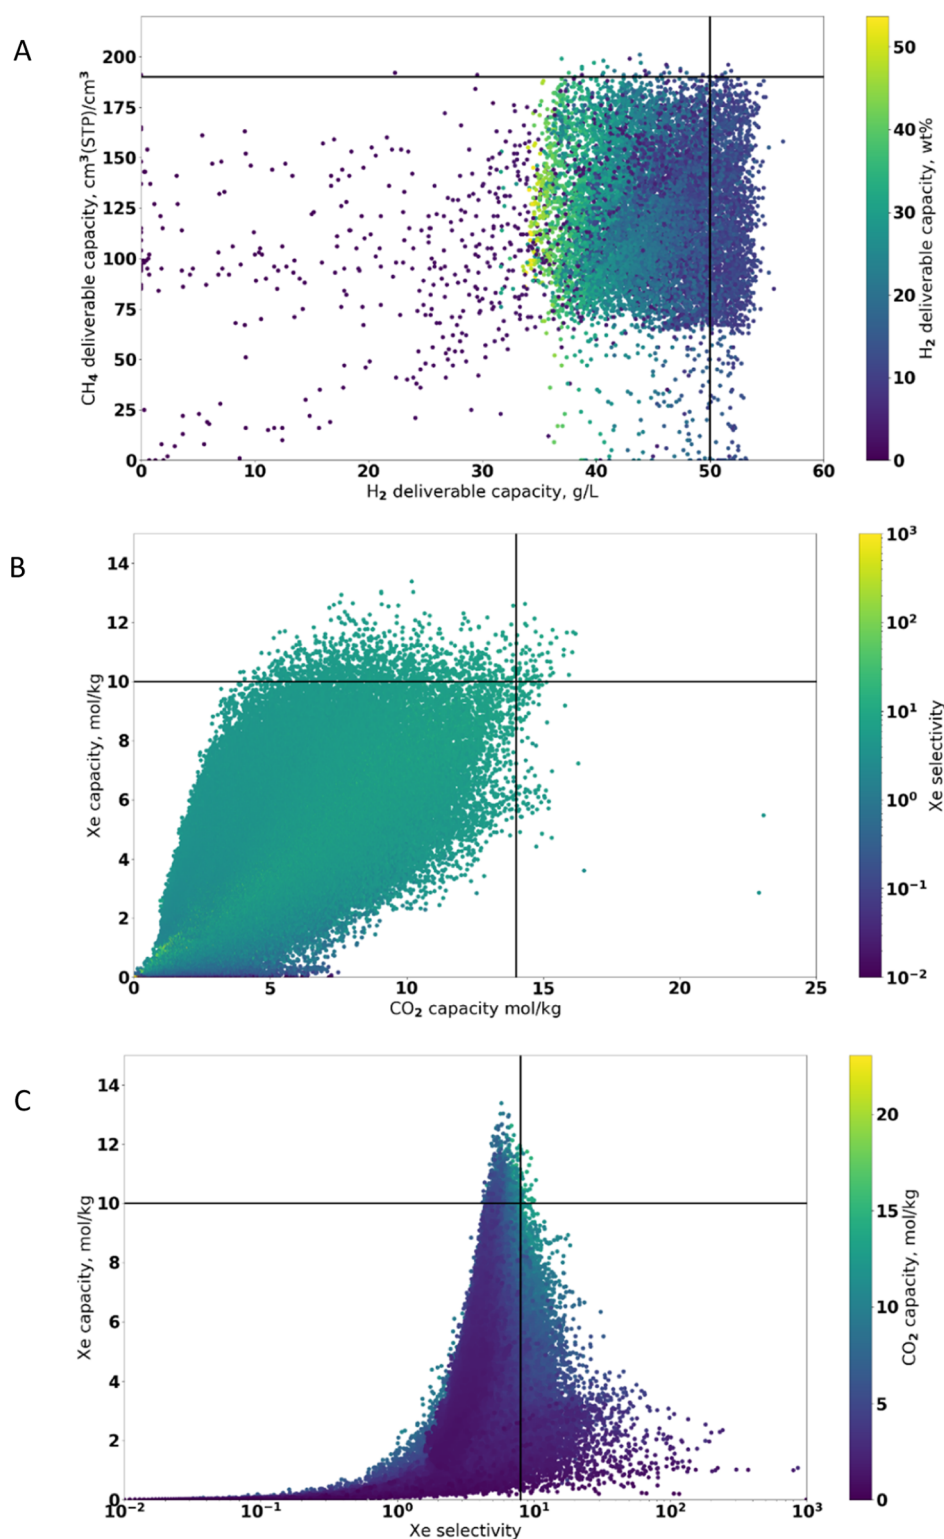 A
200
175
150
125
100
75
50
25
0
CH₄ deliverable capacity, cm³(STP)/cm³
0 10 20 30 40 50 60
H₂ deliverable capacity, g/L
50
40
30
20
10
0
H₂ deliverable capacity, wt%
B
14
12
10
8
6
4
2
0
Xe capacity, mol/kg
0 5 10 15 20 25
CO₂ capacity mol/kg
10³
10²
10¹
10⁰
10⁻¹
10⁻²
Xe selectivity
C
14
12
10
8
6
4
2
0
Xe capacity, mol/kg
10⁻² 10⁻¹ 10⁰ 10¹ 10² 10³
Xe selectivity
20
15
10
5
0
CO₂ capacity, mol/kg